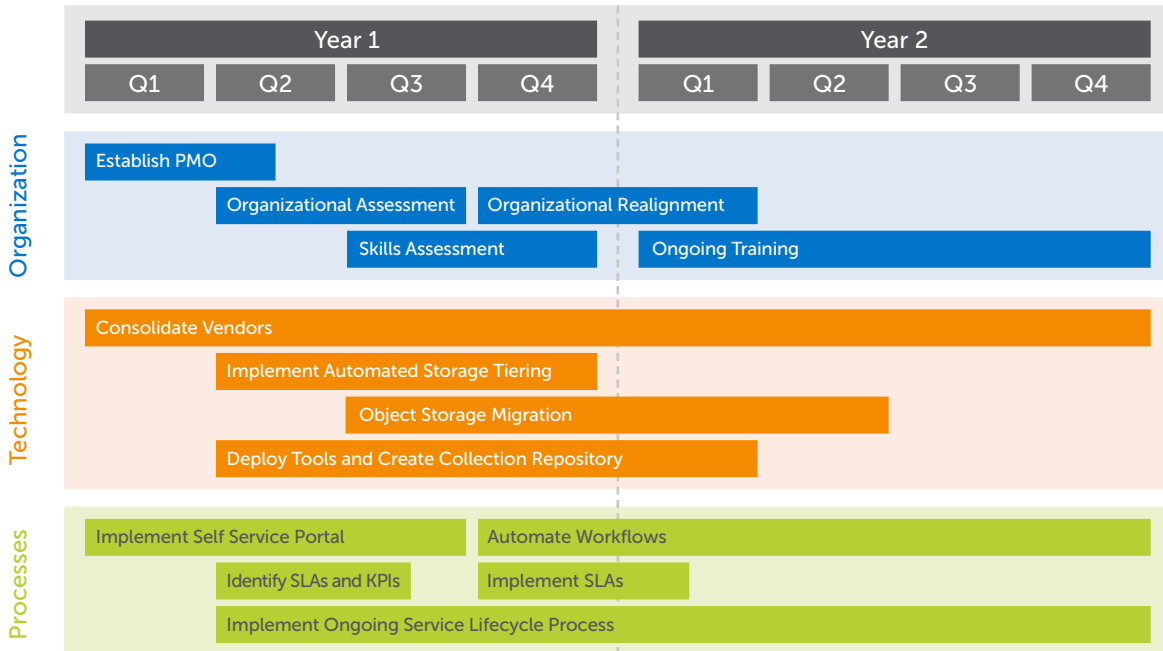 Year 1
Year 2
Q1
Q2
Q3
Q4
Q1
Q2
Q3
Q4
Organization
Establish PMO
Organizational Assessment
Organizational Realignment
Skills Assessment
Ongoing Training
Technology
Consolidate Vendors
Implement Automated Storage Tiering
Object Storage Migration
Deploy Tools and Create Collection Repository
Processes
Implement Self Service Portal
Automate Workflows
Identify SLAs and KPIs
Implement SLAs
Implement Ongoing Service Lifecycle Process